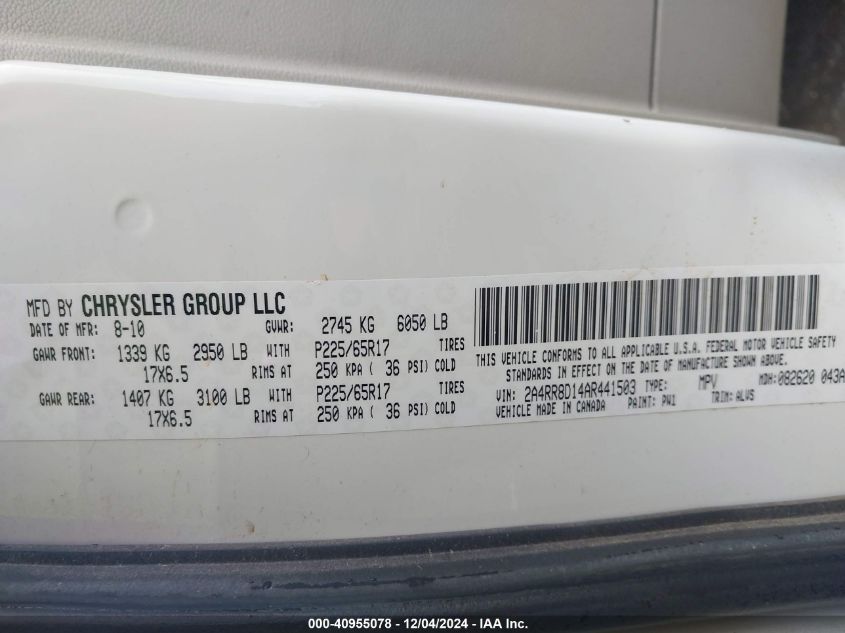 MFD BY CHRYSLER GROUP LLC
DATE OF MFR: 8-10 GVWR: 2745 KG 6050 LB
GAWR FRONT: 1339 KG 2950 LB WITH P225/65R17 TIRES
17X6.5 RIMS AT 250 KPA ( 36 PSI) COLD
GAWR REAR: 1407 KG 3100 LB WITH P225/65R17 TIRES
17X6.5 RIMS AT 250 KPA ( 36 PSI) COLD
THIS VEHICLE CONFORMS TO ALL APPLICABLE U.S.A. FEDERAL MOTOR VEHICLE SAFETY
STANDARDS IN EFFECT ON THE DATE OF MANUFACTURE SHOWN ABOVE.
VIN: 2A4RR8D14AR441503 TYPE: MPV MDH: 082620 043A
VEHICLE MADE IN CANADA PAINT: PW1 TRIM: ALWS
000-40955078 - 12/04/2024 - IAA Inc.